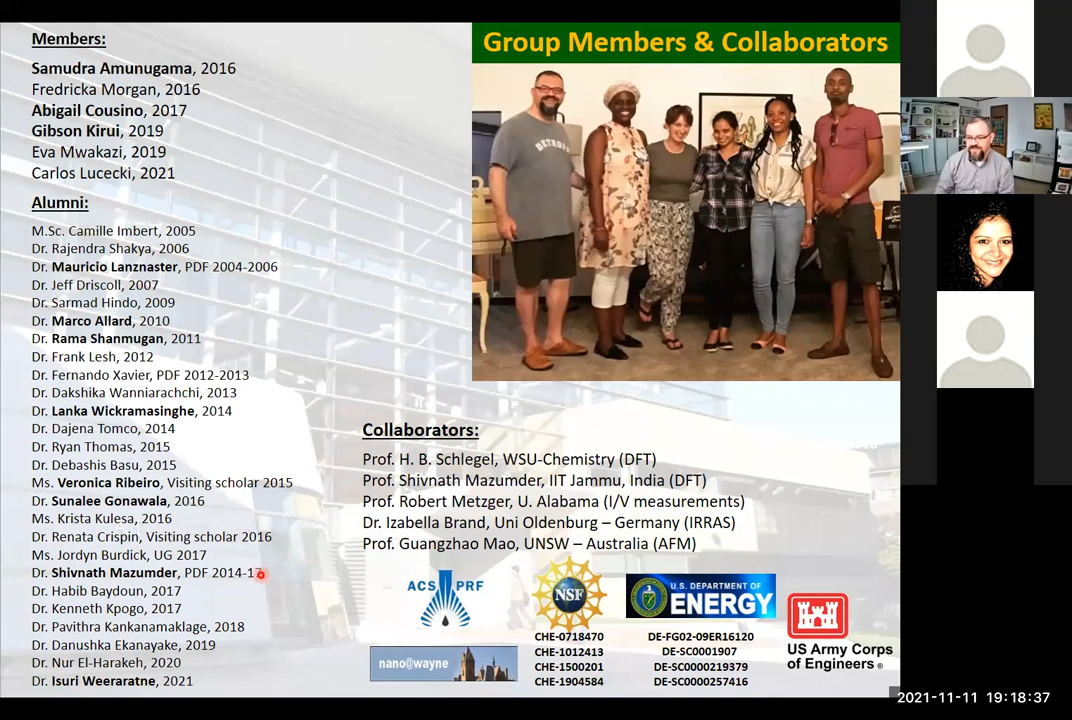 Members:
Samudra Amunugama, 2016
Fredricka Morgan, 2016
Abigail Cousino, 2017
Gibson Kirui, 2019
Eva Mwakazi, 2019
Carlos Lucecki, 2021
Alumni:
M.Sc. Camille Imbert, 2005
Dr. Rajendra Shakya, 2006
Dr. Mauricio Lanznaster, PDF 2004-2006
Dr. Jeff Driscoll, 2007
Dr. Sarmad Hindo, 2009
Dr. Marco Allard, 2010
Dr. Rama Shanmugan, 2011
Dr. Frank Lesh, 2012
Dr. Fernando Xavier, PDF 2012-2013
Dr. Dakshika Wanniarachchi, 2013
Dr. Lanka Wickramasinghe, 2014
Dr. Dajena Tomco, 2014
Dr. Ryan Thomas, 2015
Dr. Debashis Basu, 2015
Ms. Veronica Ribeiro, Visiting scholar 2015
Dr. Sunalee Gonawala, 2016
Ms. Krista Kulesa, 2016
Dr. Renata Crispin, Visiting scholar 2016
Ms. Jordyn Burdick, UG 2017
Dr. Shivnath Mazumder, PDF 2014-17
Dr. Habib Baydoun, 2017
Dr. Kenneth Kpogo, 2017
Dr. Pavithra Kankanamaklage, 2018
Dr. Danushka Ekanayake, 2019
Dr. Nur El-Harakeh, 2020
Dr. Isuri Weeraratne, 2021
Group Members & Collaborators
DETROIT
Collaborators:
Prof. H. B. Schlegel, WSU-Chemistry (DFT)
Prof. Shivnath Mazumder, IIT Jammu, India (DFT)
Prof. Robert Metzger, U. Alabama (I/V measurements)
Dr. Izabella Brand, Uni Oldenburg – Germany (IRRAS)
Prof. Guangzhao Mao, UNSW – Australia (AFM)
ACS PRF
NSF
U.S. DEPARTMENT OF
ENERGY
US Army Corps
of Engineers ®
nano@wayne
CHE-0718470
CHE-1012413
CHE-1500201
CHE-1904584
DE-FG02-09ER16120
DE-SC0001907
DE-SC0000219379
DE-SC0000257416
2021-11-11 19:18:37